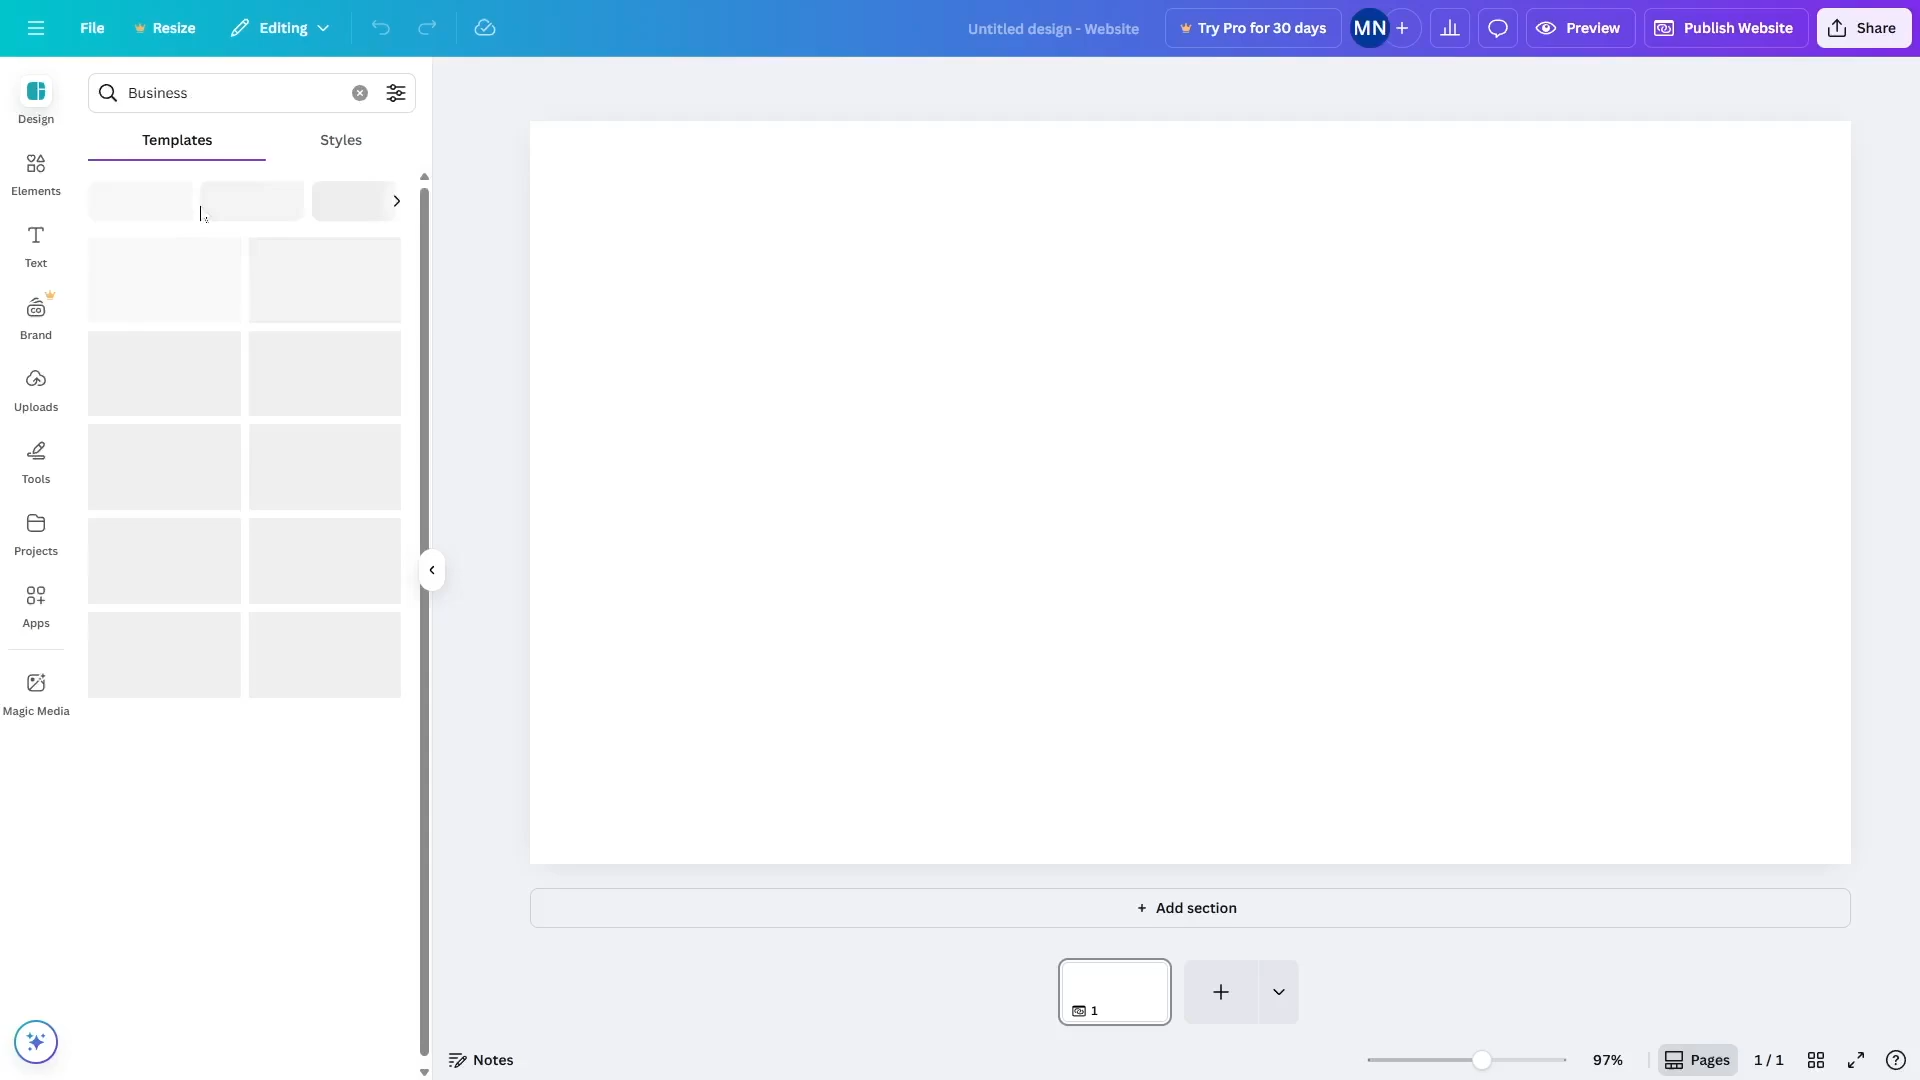 File
Resize
Editing
Untitled design - Website
Try Pro for 30 days
MN
Preview
Publish Website
Share
Business
Templates
Styles
Design
Elements
Text
Brand
CO
Uploads
Tools
Projects
Apps
Magic Media
+ Add section
1
Notes
97%
Pages
1 / 1